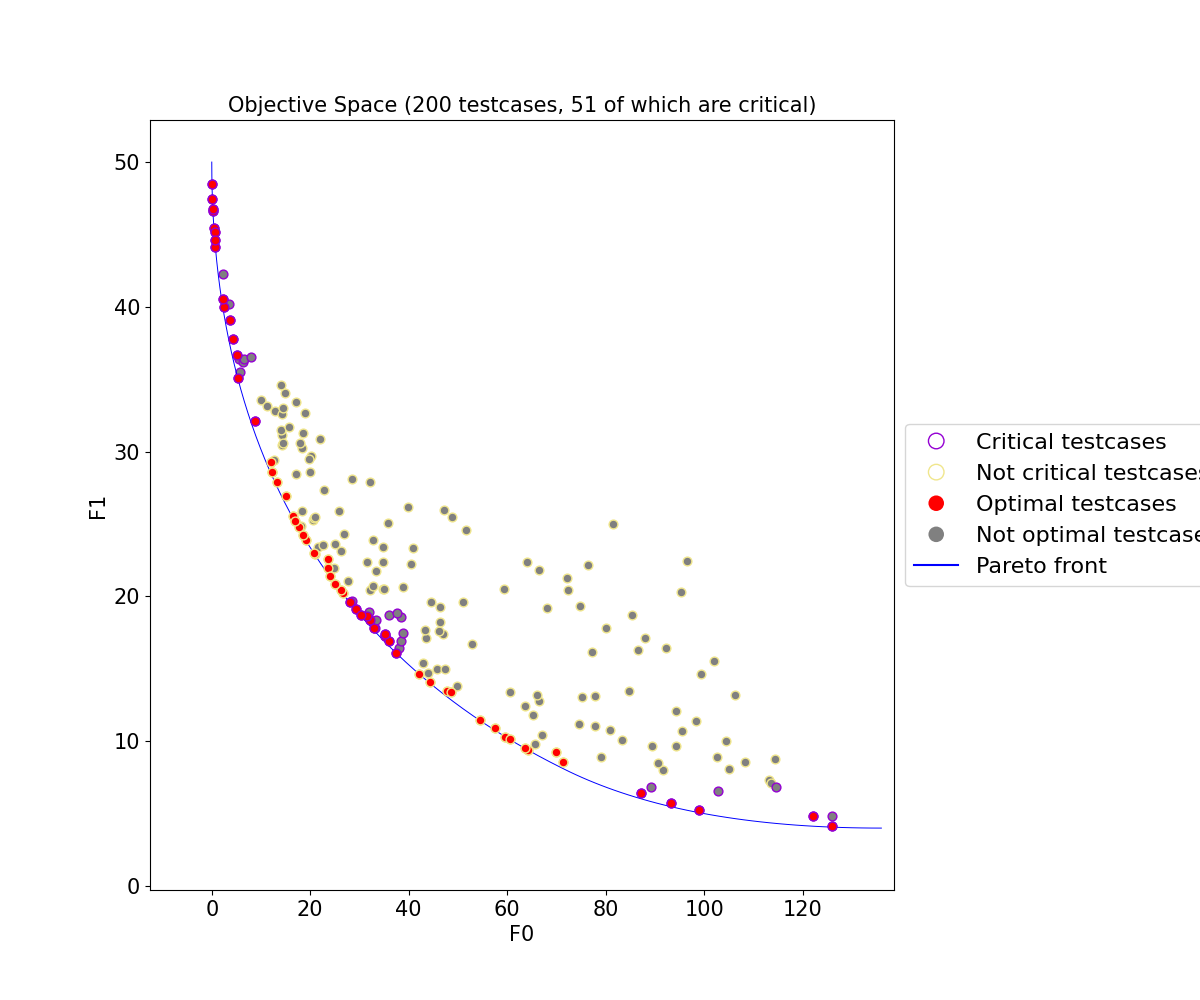 Objective Space (200 testcases, 51 of which are critical)
50
40
30
20
10
0
F1
0 20 40 60 80 100 120
F0
Critical testcases
Not critical testcases
Optimal testcases
Not optimal testcase
Pareto front